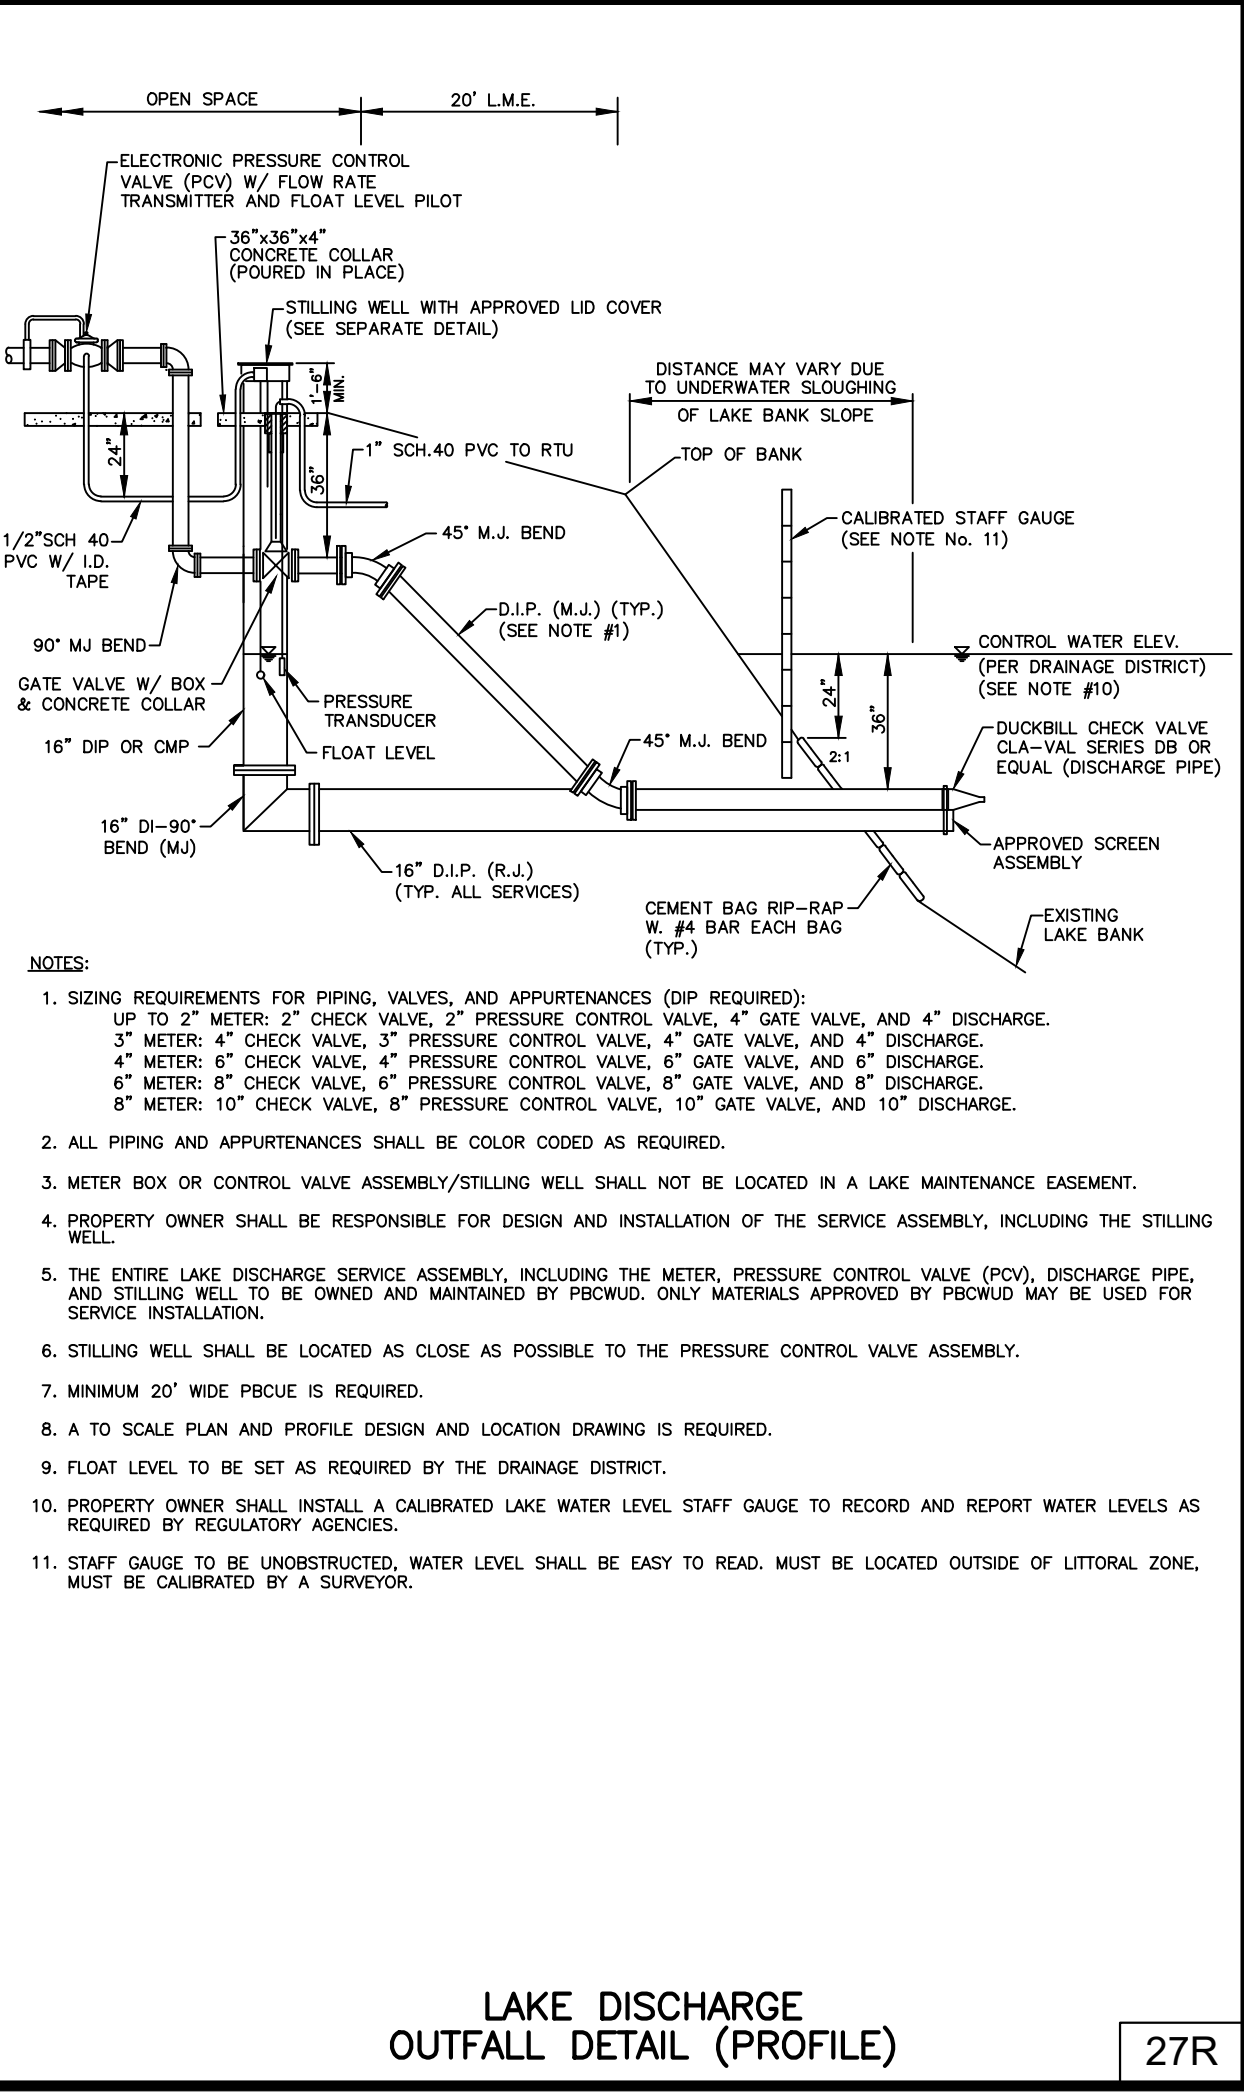 OPEN SPACE
20' L.M.E.
ELECTRONIC PRESSURE CONTROL
VALVE (PCV) W/ FLOW RATE
TRANSMITTER AND FLOAT LEVEL PILOT
36"x36"x4"
CONCRETE COLLAR
(POURED IN PLACE)
STILLING WELL WITH APPROVED LID COVER
(SEE SEPARATE DETAIL)
1'-6"
MIN.
DISTANCE MAY VARY DUE
TO UNDERWATER SLOUGHING
OF LAKE BANK SLOPE
24"
36"
1" SCH.40 PVC TO RTU
TOP OF BANK
CALIBRATED STAFF GAUGE
(SEE NOTE No. 11)
1/2"SCH 40
PVC W/ I.D.
TAPE
45° M.J. BEND
D.I.P. (M.J.) (TYP.)
(SEE NOTE #1)
90° MJ BEND
CONTROL WATER ELEV.
(PER DRAINAGE DISTRICT)
(SEE NOTE #10)
GATE VALVE W/ BOX
& CONCRETE COLLAR
PRESSURE
TRANSDUCER
24"
36"
16" DIP OR CMP
FLOAT LEVEL
45° M.J. BEND
2:1
DUCKBILL CHECK VALVE
CLA-VAL SERIES DB OR
EQUAL (DISCHARGE PIPE)
16" DI-90°
BEND (MJ)
APPROVED SCREEN
ASSEMBLY
16" D.I.P. (R.J.)
(TYP. ALL SERVICES)
CEMENT BAG RIP-RAP
W. #4 BAR EACH BAG
(TYP.)
EXISTING
LAKE BANK
NOTES:
1. SIZING REQUIREMENTS FOR PIPING, VALVES, AND APPURTENANCES (DIP REQUIRED):
UP TO 2" METER: 2" CHECK VALVE, 2" PRESSURE CONTROL VALVE, 4" GATE VALVE, AND 4" DISCHARGE.
3" METER: 4" CHECK VALVE, 3" PRESSURE CONTROL VALVE, 4" GATE VALVE, AND 4" DISCHARGE.
4" METER: 6" CHECK VALVE, 4" PRESSURE CONTROL VALVE, 6" GATE VALVE, AND 6" DISCHARGE.
6" METER: 8" CHECK VALVE, 6" PRESSURE CONTROL VALVE, 8" GATE VALVE, AND 8" DISCHARGE.
8" METER: 10" CHECK VALVE, 8" PRESSURE CONTROL VALVE, 10" GATE VALVE, AND 10" DISCHARGE.
2. ALL PIPING AND APPURTENANCES SHALL BE COLOR CODED AS REQUIRED.
3. METER BOX OR CONTROL VALVE ASSEMBLY/STILLING WELL SHALL NOT BE LOCATED IN A LAKE MAINTENANCE EASEMENT.
4. PROPERTY OWNER SHALL BE RESPONSIBLE FOR DESIGN AND INSTALLATION OF THE SERVICE ASSEMBLY, INCLUDING THE STILLING
WELL.
5. THE ENTIRE LAKE DISCHARGE SERVICE ASSEMBLY, INCLUDING THE METER, PRESSURE CONTROL VALVE (PCV), DISCHARGE PIPE,
AND STILLING WELL TO BE OWNED AND MAINTAINED BY PBCWUD. ONLY MATERIALS APPROVED BY PBCWUD MAY BE USED FOR
SERVICE INSTALLATION.
6. STILLING WELL SHALL BE LOCATED AS CLOSE AS POSSIBLE TO THE PRESSURE CONTROL VALVE ASSEMBLY.
7. MINIMUM 20' WIDE PBCUE IS REQUIRED.
8. A TO SCALE PLAN AND PROFILE DESIGN AND LOCATION DRAWING IS REQUIRED.
9. FLOAT LEVEL TO BE SET AS REQUIRED BY THE DRAINAGE DISTRICT.
10. PROPERTY OWNER SHALL INSTALL A CALIBRATED LAKE WATER LEVEL STAFF GAUGE TO RECORD AND REPORT WATER LEVELS AS
REQUIRED BY REGULATORY AGENCIES.
11. STAFF GAUGE TO BE UNOBSTRUCTED, WATER LEVEL SHALL BE EASY TO READ. MUST BE LOCATED OUTSIDE OF LITTORAL ZONE,
MUST BE CALIBRATED BY A SURVEYOR.
LAKE DISCHARGE
OUTFALL DETAIL (PROFILE)
27R